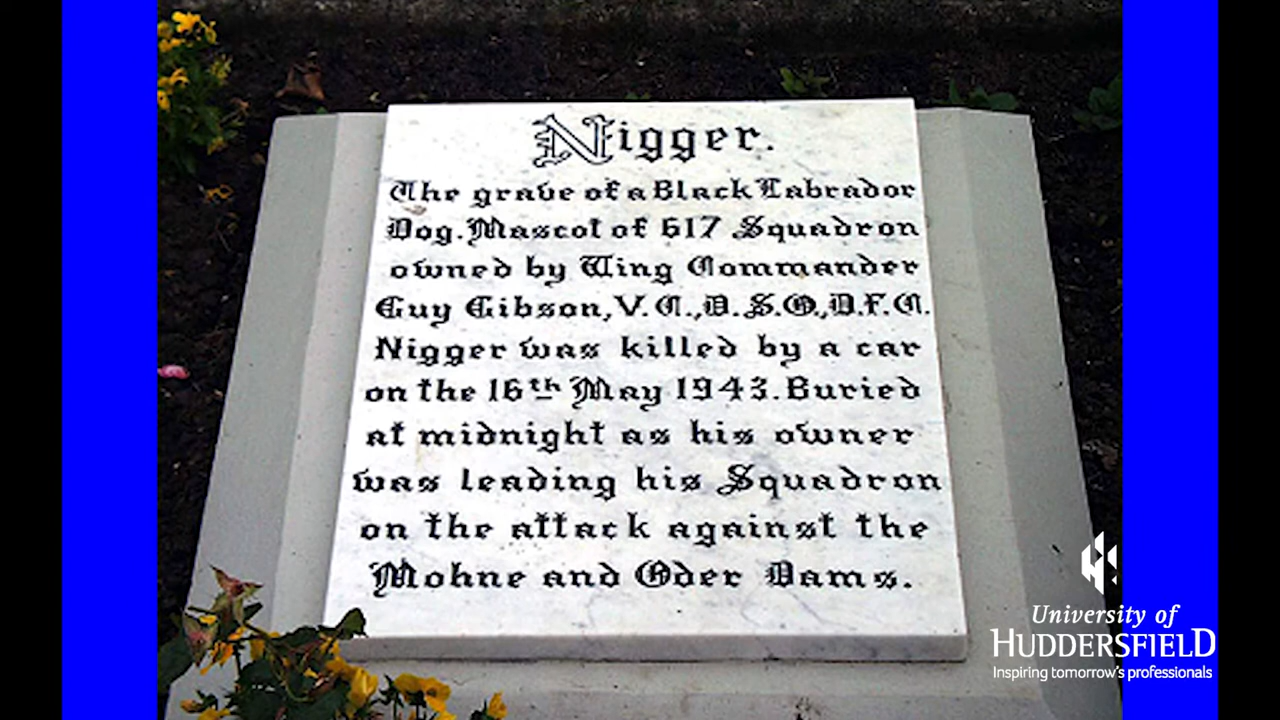 Nigger.
The grave of a Black Labrador
Dog. Mascot of 617 Squadron
owned by Wing Commander
Guy Gibson, V.C., D.S.O., D.F.C.
Nigger was killed by a car
on the 16th May 1943. Buried
at midnight as his owner
was leading his Squadron
on the attack against the
Mohne and Oder Dams.
University of
HUDDERSFIELD
Inspiring tomorrow's professionals